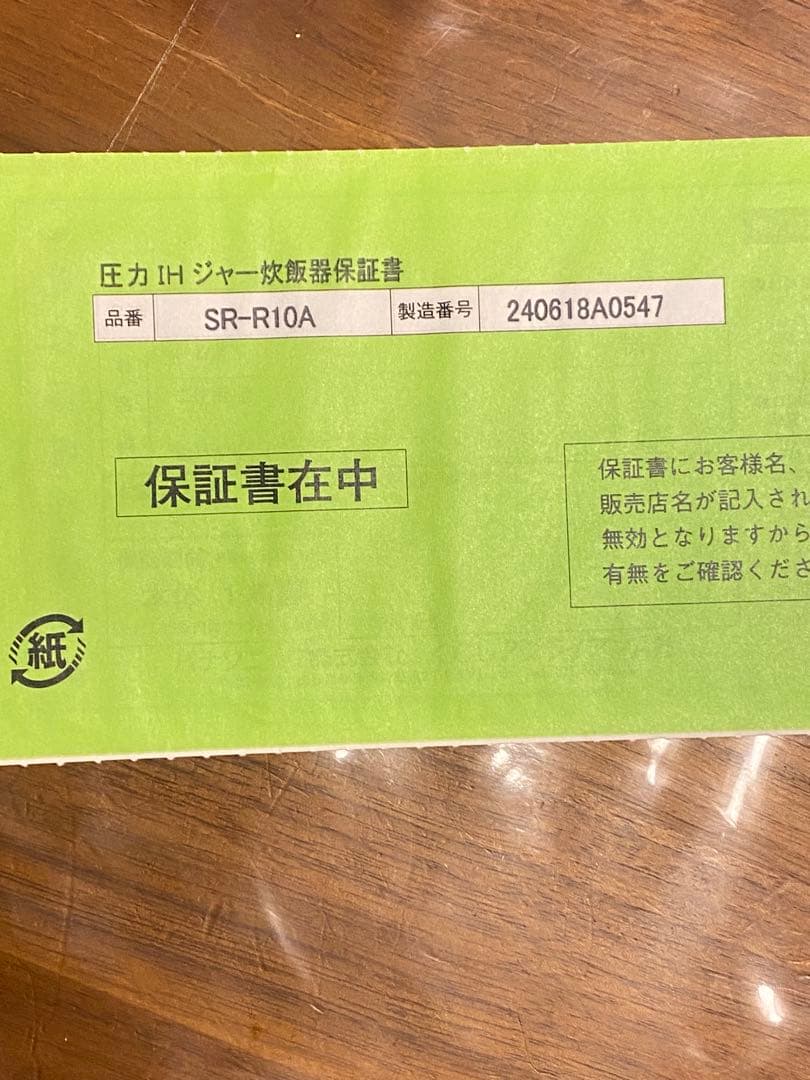 圧力IHジャー炊飯器保証書
品番 SR-R10A 製造番号 240618A0547
保証書在中
保証書にお客様名、
販売店名が記入され
無効となりますから
有無をご確認くださ
紙